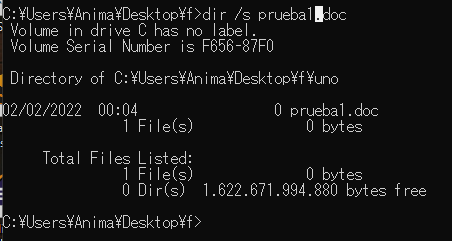 C:¥Users¥Anima¥Desktop¥f>dir /s prueba1.doc
Volume in drive C has no label.
Volume Serial Number is F656-87F0
Directory of C:¥Users¥Anima¥Desktop¥f¥uno
02/02/2022 00:04 0 prueba1.doc
1 File(s) 0 bytes
Total Files Listed:
1 File(s) 0 bytes
0 Dir(s) 1.622.671.994.880 bytes free
C:¥Users¥Anima¥Desktop¥f>